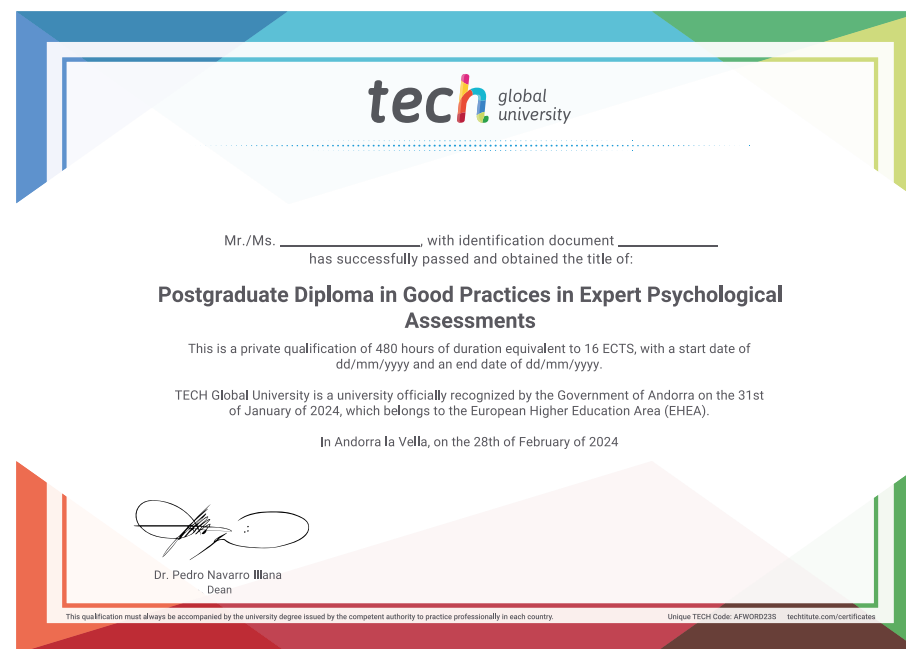 tech global
university
Mr./Ms. ________________, with identification document ____________
has successfully passed and obtained the title of:
Postgraduate Diploma in Good Practices in Expert Psychological
Assessments
This is a private qualification of 480 hours of duration equivalent to 16 ECTS, with a start date of
dd/mm/yyyy and an end date of dd/mm/yyyy.
TECH Global University is a university officially recognized by the Government of Andorra on the 31st
of January of 2024, which belongs to the European Higher Education Area (EHEA).
In Andorra la Vella, on the 28th of February of 2024
Dr. Pedro Navarro Illana
Dean
This qualification must always be accompanied by the university degree issued by the competent authority to practice professionally in each country.
Unique TECH Code: AFWORD23S techtitute.com/certificates